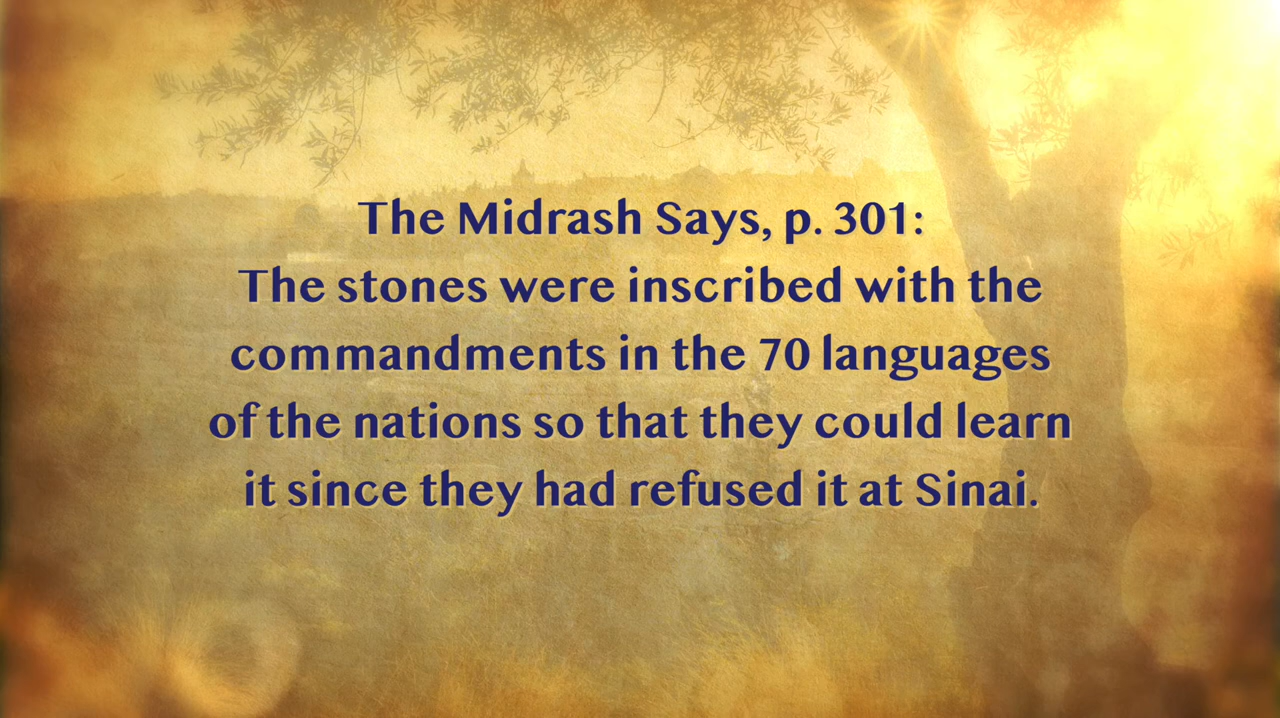 The Midrash Says, p. 301:
The stones were inscribed with the
commandments in the 70 languages
of the nations so that they could learn
it since they had refused it at Sinai.